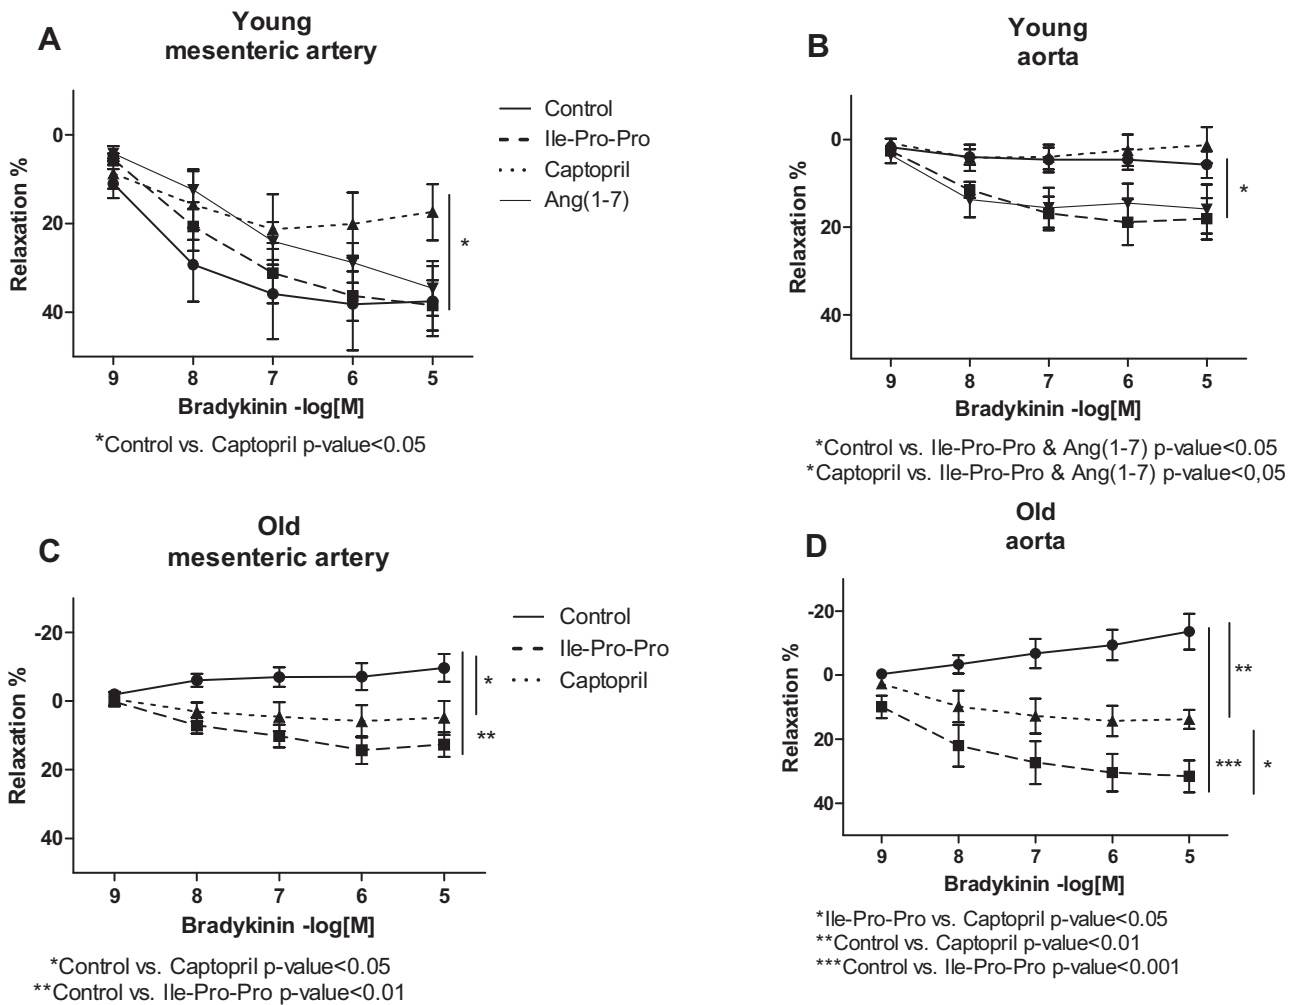 A
Young
mesenteric artery
Relaxation %
0
20
40
9 8 7 6 5
Bradykinin -log[M]
*Control vs. Captopril p-value<0.05
*
Control
Ile-Pro-Pro
Captopril
Ang(1-7)
B
Young
aorta
Relaxation %
0
20
40
9 8 7 6 5
Bradykinin -log[M]
*
*Control vs. Ile-Pro-Pro & Ang(1-7) p-value<0.05
*Captopril vs. Ile-Pro-Pro & Ang(1-7) p-value<0,05
C
Old
mesenteric artery
Relaxation %
-20
0
20
40
9 8 7 6 5
Bradykinin -log[M]
*
**
Control
Ile-Pro-Pro
Captopril
*Control vs. Captopril p-value<0.05
**Control vs. Ile-Pro-Pro p-value<0.01
D
Old
aorta
Relaxation %
-20
0
20
40
9 8 7 6 5
Bradykinin -log[M]
**
*** *
*Ile-Pro-Pro vs. Captopril p-value<0.05
**Control vs. Captopril p-value<0.01
***Control vs. Ile-Pro-Pro p-value<0.001